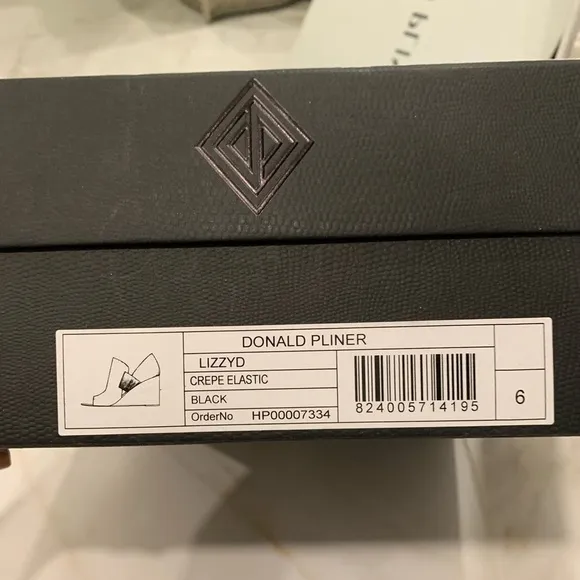 DONALD PLINER
LIZZYD
CREPE ELASTIC
BLACK
OrderNo HP00007334
824005714195
6